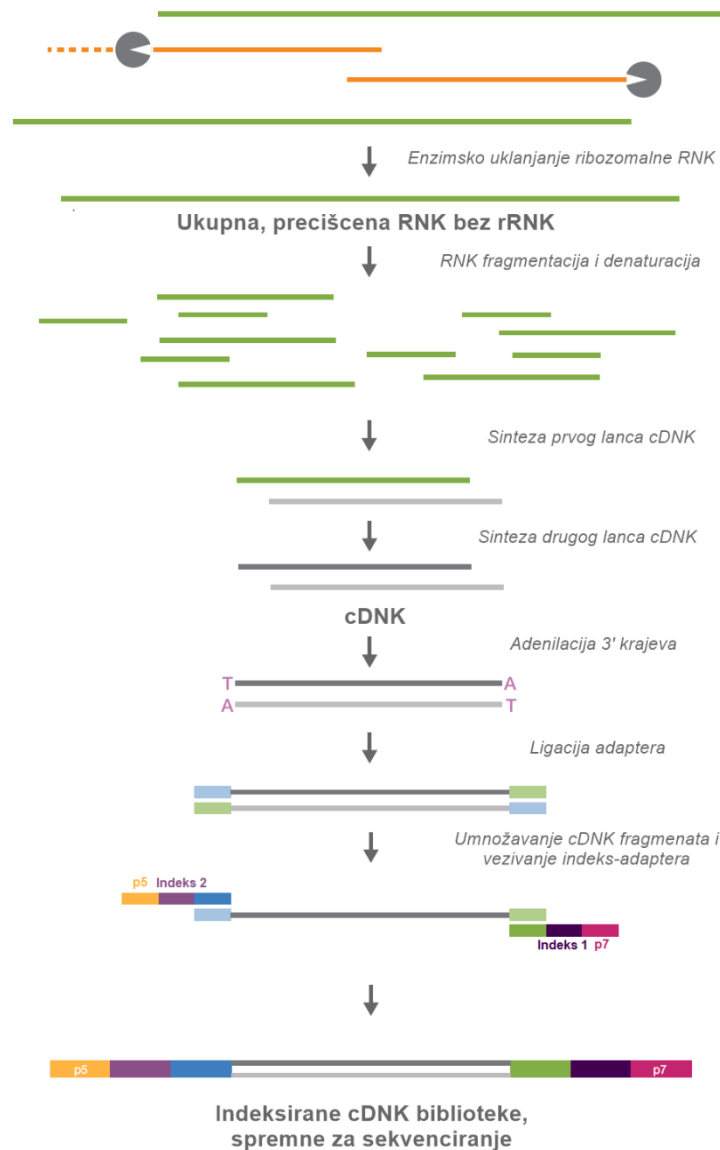 Enzimsko uklanjanje ribozomalne RNK
Ukupna, precišcena RNK bez rRNK
RNK fragmentacija i denaturacija
Sinteza prvog lanca cDNK
Sinteza drugog lanca cDNK
cDNK
Adenilacija 3' krajeva
T A
A T
Ligacija adaptera
Umnožavanje cDNK fragmenata i
vezivanje indeks-adaptera
p5 Indeks 2
Indeks 1 p7
p5 p7
Indeksirane cDNK biblioteke,
spremne za sekvenciranje